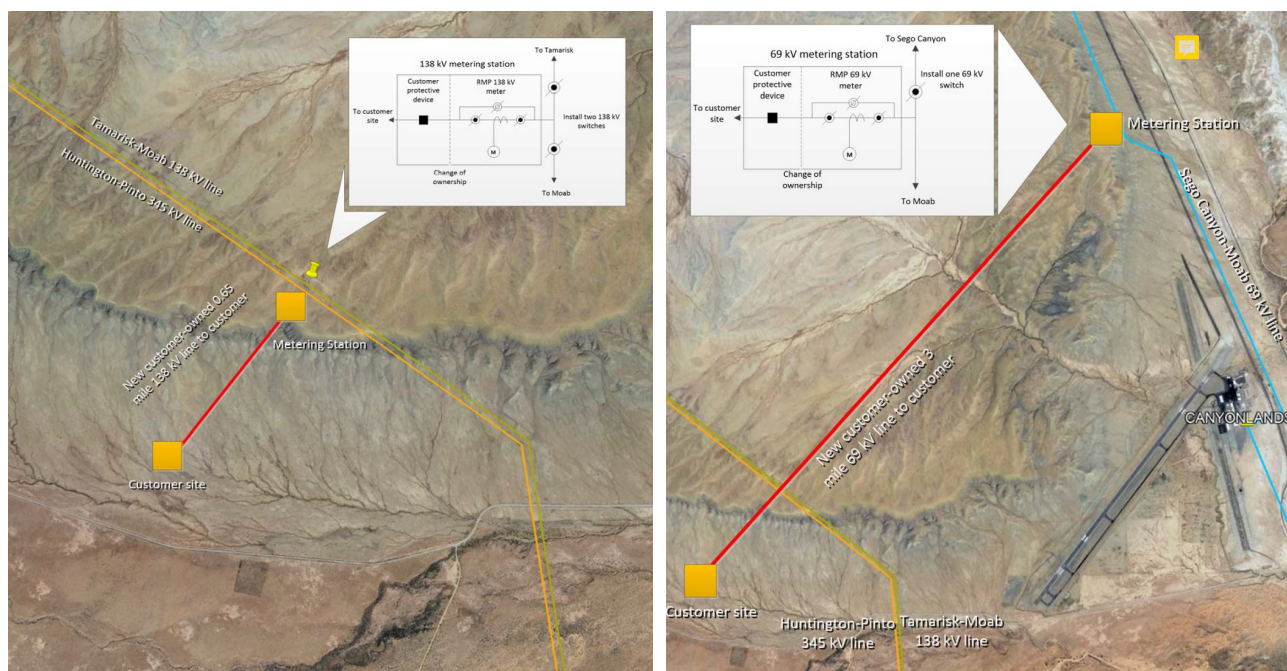 138 kV metering station
To Tamarisk
Customer
protective
device
RMP 138 kV
meter
To customer
site
Install two 138 kV
switches
M
Change of
ownership
To Moab
Tamarisk-Moab 138 kV line
Huntington-Pinto 345 kV line
New customer-owned 0.65
mile 138 kV line to customer
Metering Station
Customer site
To Sego Canyon
69 kV metering station
Customer
protective
device
RMP 69 kV
meter
Install one 69 kV
switch
To customer
site
M
Change of
ownership
To Moab
Metering Station
Sego Canyon-Moab 69 kV line
New customer-owned 3
mile 69 kV line to customer
CANYONLANDS
Customer site
Huntington-Pinto
345 kV line
Tamarisk-Moab
138 kV line